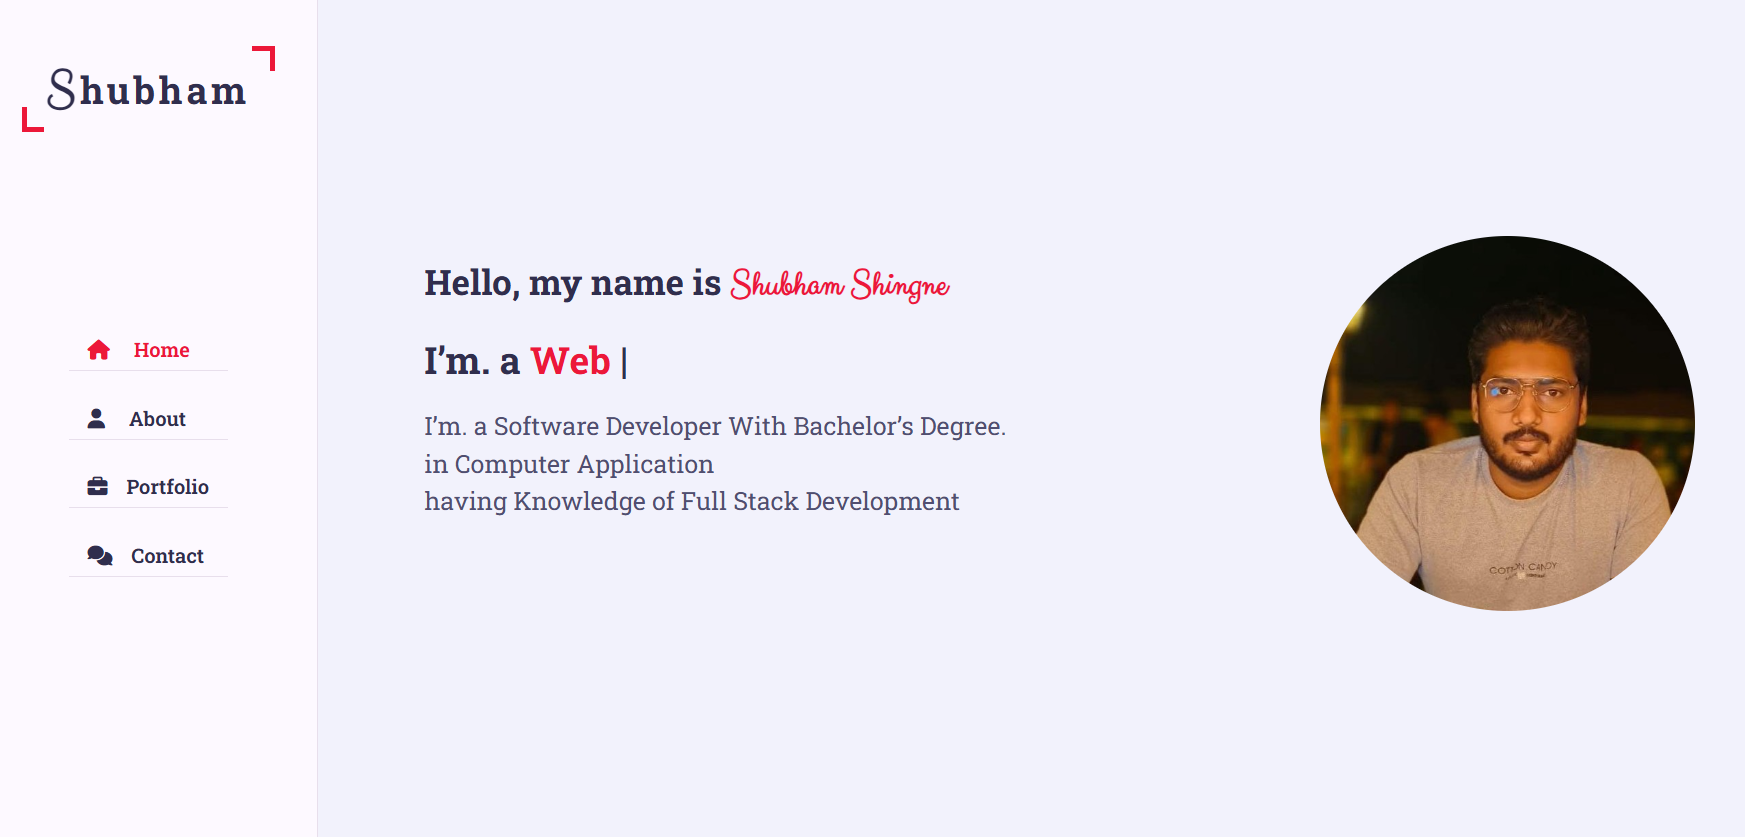 Shubham
Home
About
Portfolio
Contact
Hello, my name is Shubham Shingne
I'm. a Web |
I’m. a Software Developer With Bachelor’s Degree.
in Computer Application
having Knowledge of Full Stack Development
COTTON CANDY